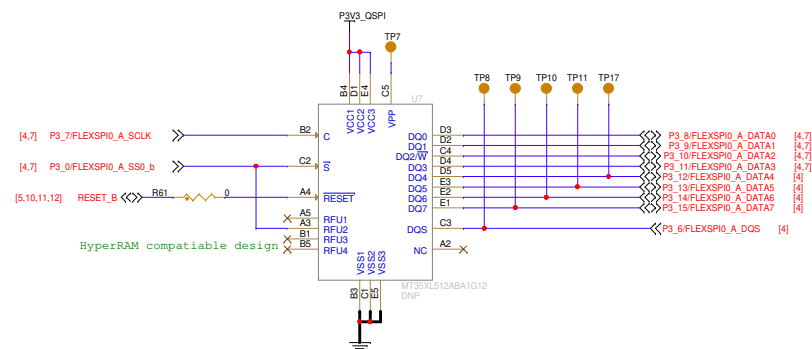 P3V3_QSPI
TP7
TP8 TP9 TP10 TP11 TP17
B4 D1 E4 C5
U7
VCC1 VCC2 VCC3 VPP
[4,7] P3_7/FLEXSPI0_A_SCLK B2 C
[4,7] P3_0/FLEXSPI0_A_SS0_b C2 S
[5,10,11,12] RESET_B R61 0 A4 RESET
A5 RFU1
A3 RFU2
B1 RFU3
B5 RFU4
HyperRAM compatiable design
DQ0 D3 P3_8/FLEXSPI0_A_DATA0 [4,7]
DQ1 D2 P3_9/FLEXSPI0_A_DATA1 [4,7]
DQ2/W C4 P3_10/FLEXSPI0_A_DATA2 [4,7]
DQ3 D4 P3_11/FLEXSPI0_A_DATA3 [4,7]
DQ4 D5 P3_12/FLEXSPI0_A_DATA4 [4]
DQ5 E3 P3_13/FLEXSPI0_A_DATA5 [4]
DQ6 E2 P3_14/FLEXSPI0_A_DATA6 [4]
DQ7 E1 P3_15/FLEXSPI0_A_DATA7 [4]
DQS C3 P3_6/FLEXSPI0_A_DQS [4]
NC A2
VSS1 VSS2 VSS3
B3 C1 E5
MT35XL512ABA1G12
DNP